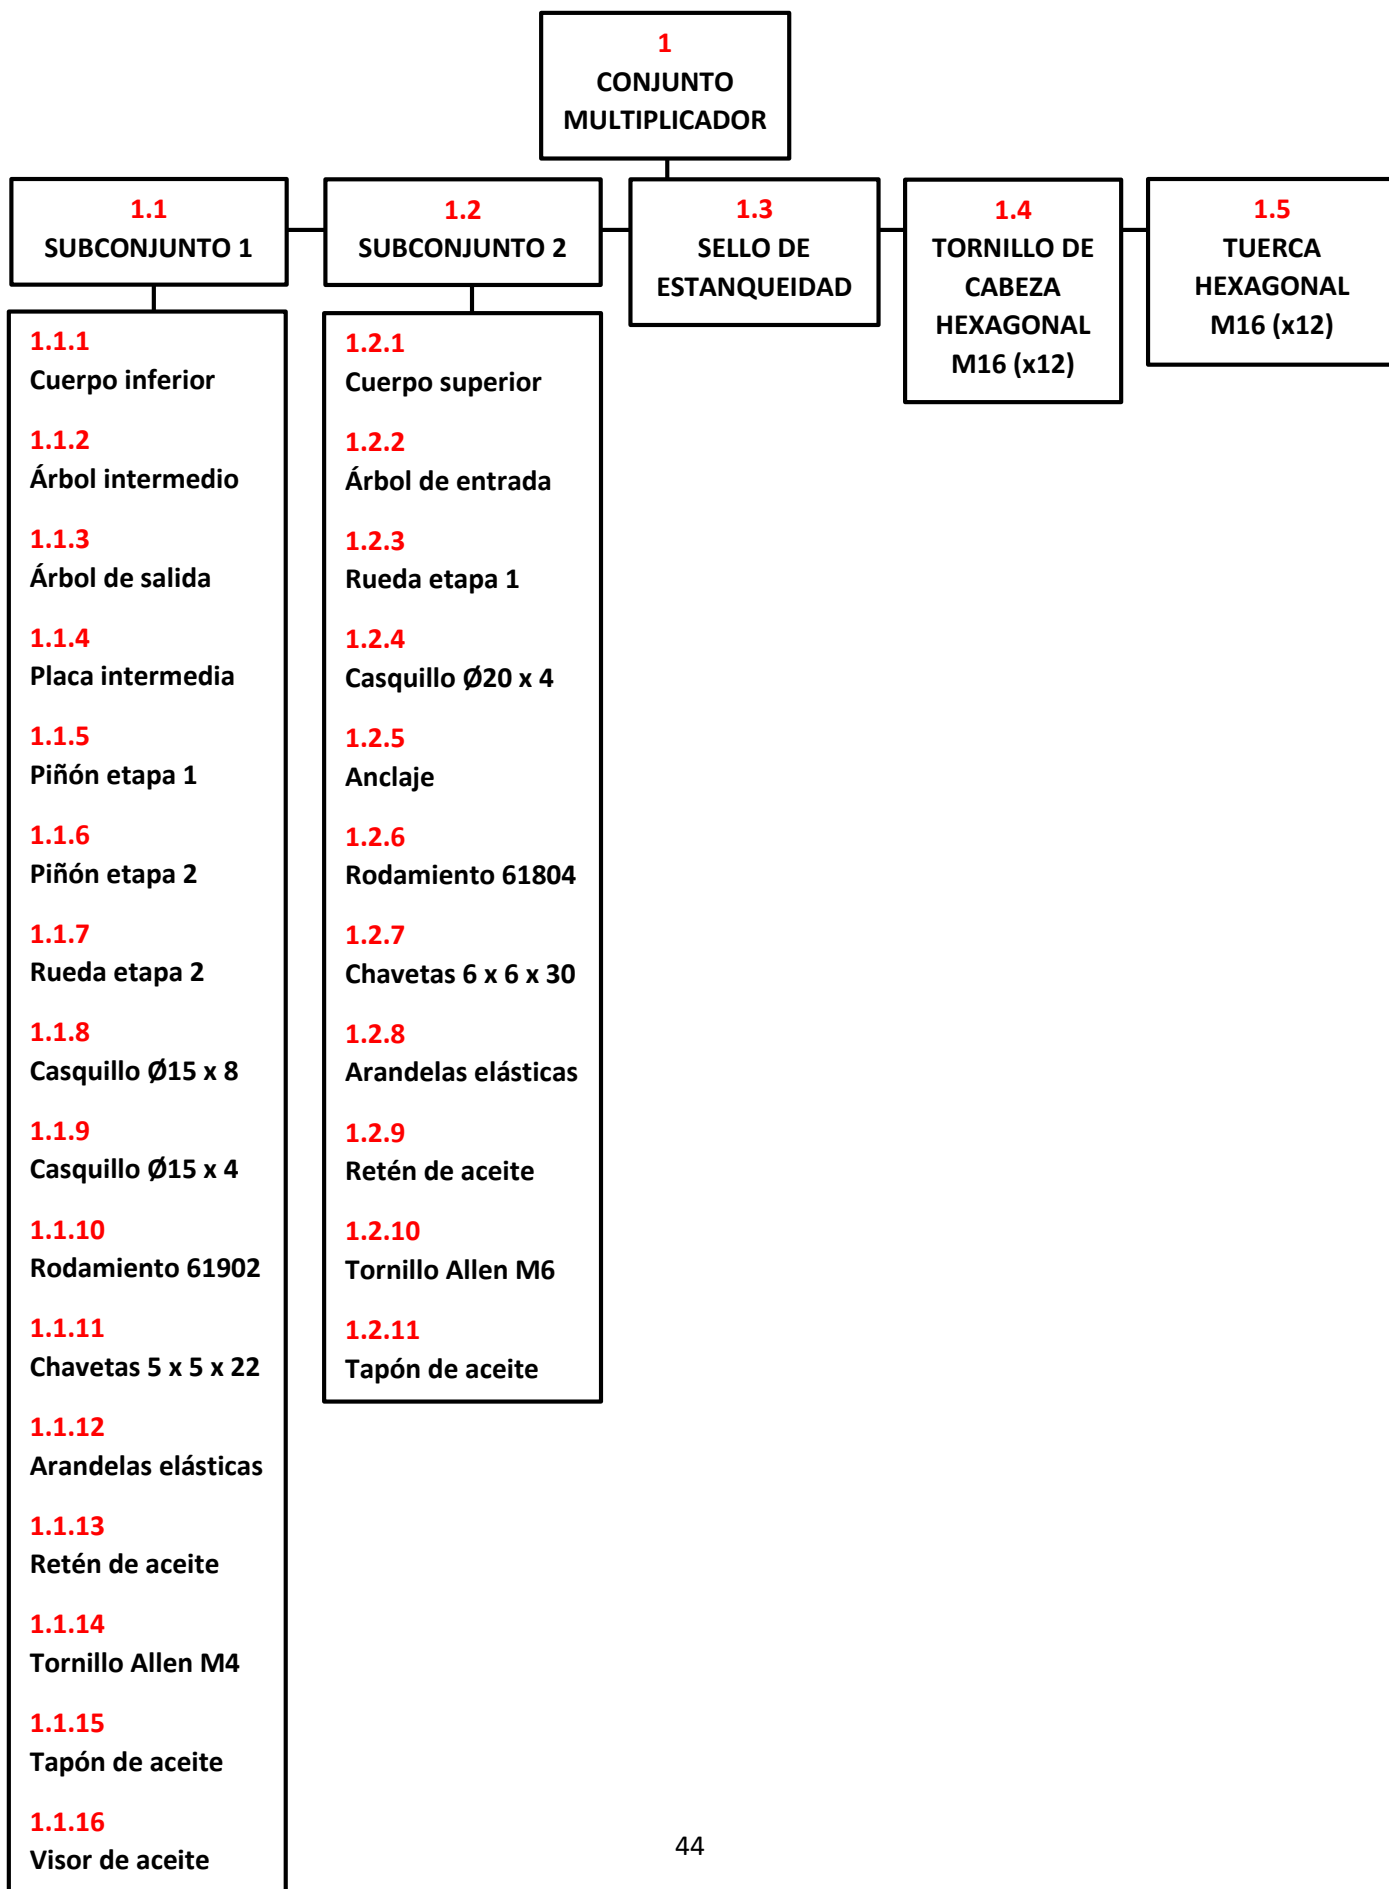 1
CONJUNTO
MULTIPLICADOR
1.1
SUBCONJUNTO 1
1.2
SUBCONJUNTO 2
1.3
SELLO DE
ESTANQUEIDAD
1.4
TORNILLO DE
CABEZA
HEXAGONAL
M16 (x12)
1.5
TUERCA
HEXAGONAL
M16 (x12)
1.1.1
Cuerpo inferior
1.1.2
Árbol intermedio
1.1.3
Árbol de salida
1.1.4
Placa intermedia
1.1.5
Piñón etapa 1
1.1.6
Piñón etapa 2
1.1.7
Rueda etapa 2
1.1.8
Casquillo Ø15 x 8
1.1.9
Casquillo Ø15 x 4
1.1.10
Rodamiento 61902
1.1.11
Chavetas 5 x 5 x 22
1.1.12
Arandelas elásticas
1.1.13
Retén de aceite
1.1.14
Tornillo Allen M4
1.1.15
Tapón de aceite
1.1.16
Visor de aceite
1.2.1
Cuerpo superior
1.2.2
Árbol de entrada
1.2.3
Rueda etapa 1
1.2.4
Casquillo Ø20 x 4
1.2.5
Anclaje
1.2.6
Rodamiento 61804
1.2.7
Chavetas 6 x 6 x 30
1.2.8
Arandelas elásticas
1.2.9
Retén de aceite
1.2.10
Tornillo Allen M6
1.2.11
Tapón de aceite
44